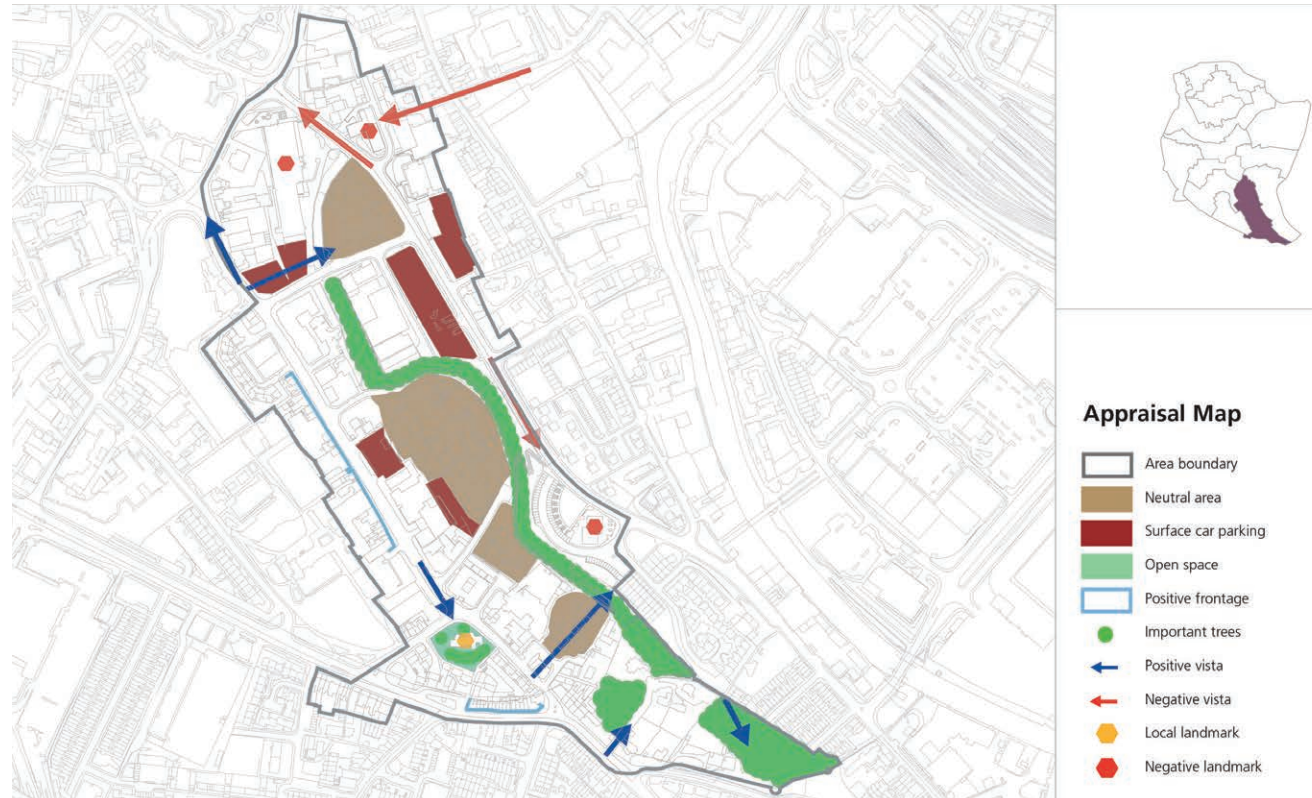 Appraisal Map
Area boundary
Neutral area
Surface car parking
Open space
Positive frontage
Important trees
Positive vista
Negative vista
Local landmark
Negative landmark